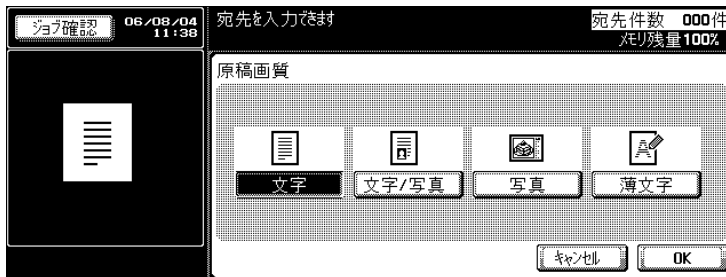 ジョブ確認
06/08/04
11:38
宛先を入力できます
宛先件数 000件
メモリ残量100%
原稿画質
文字
文字/写真
写真
薄文字
キャンセル
OK